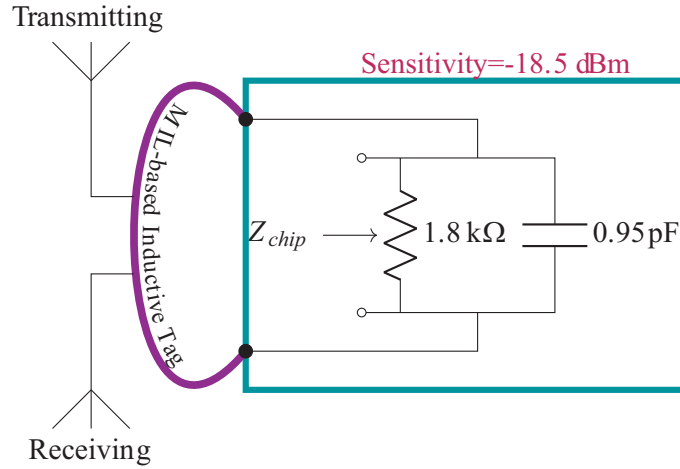 Transmitting
Sensitivity=-18.5 dBm
MIL-based Inductive Tag
Z_chip
1.8 kΩ
0.95 pF
Receiving